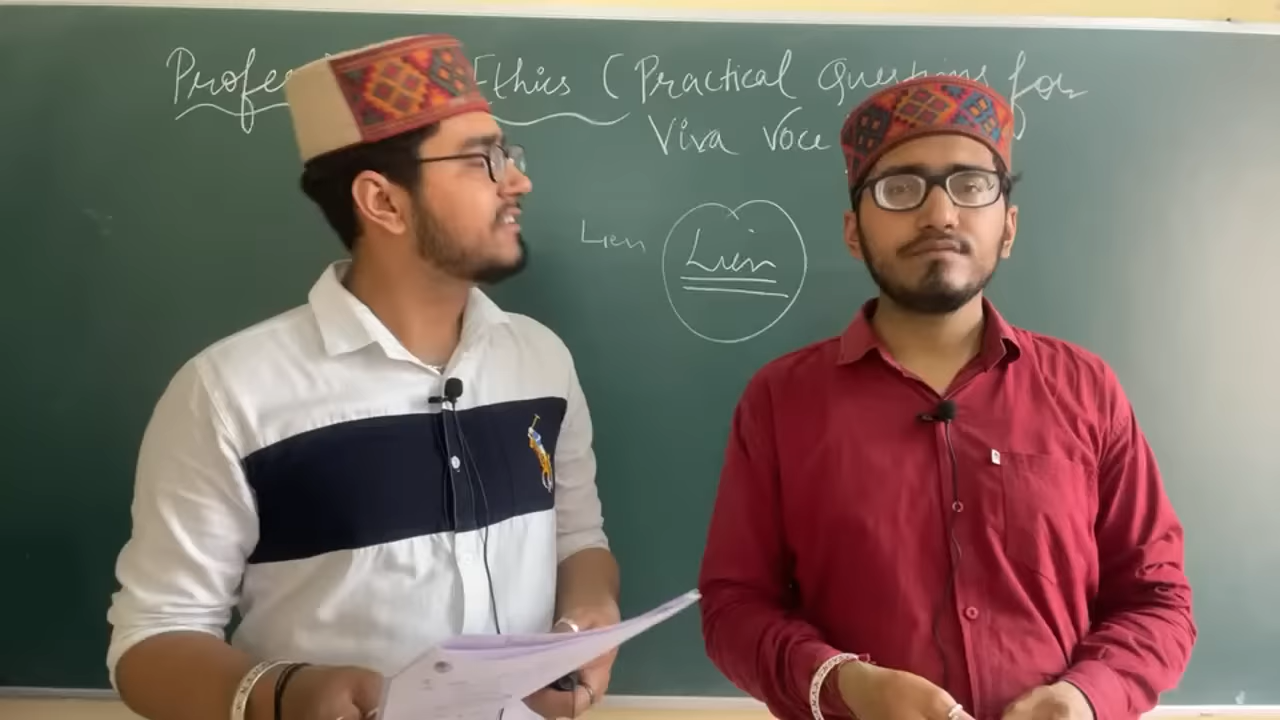 Profe Ethics (Practical Questions for
Viva Voce
Lien Lien